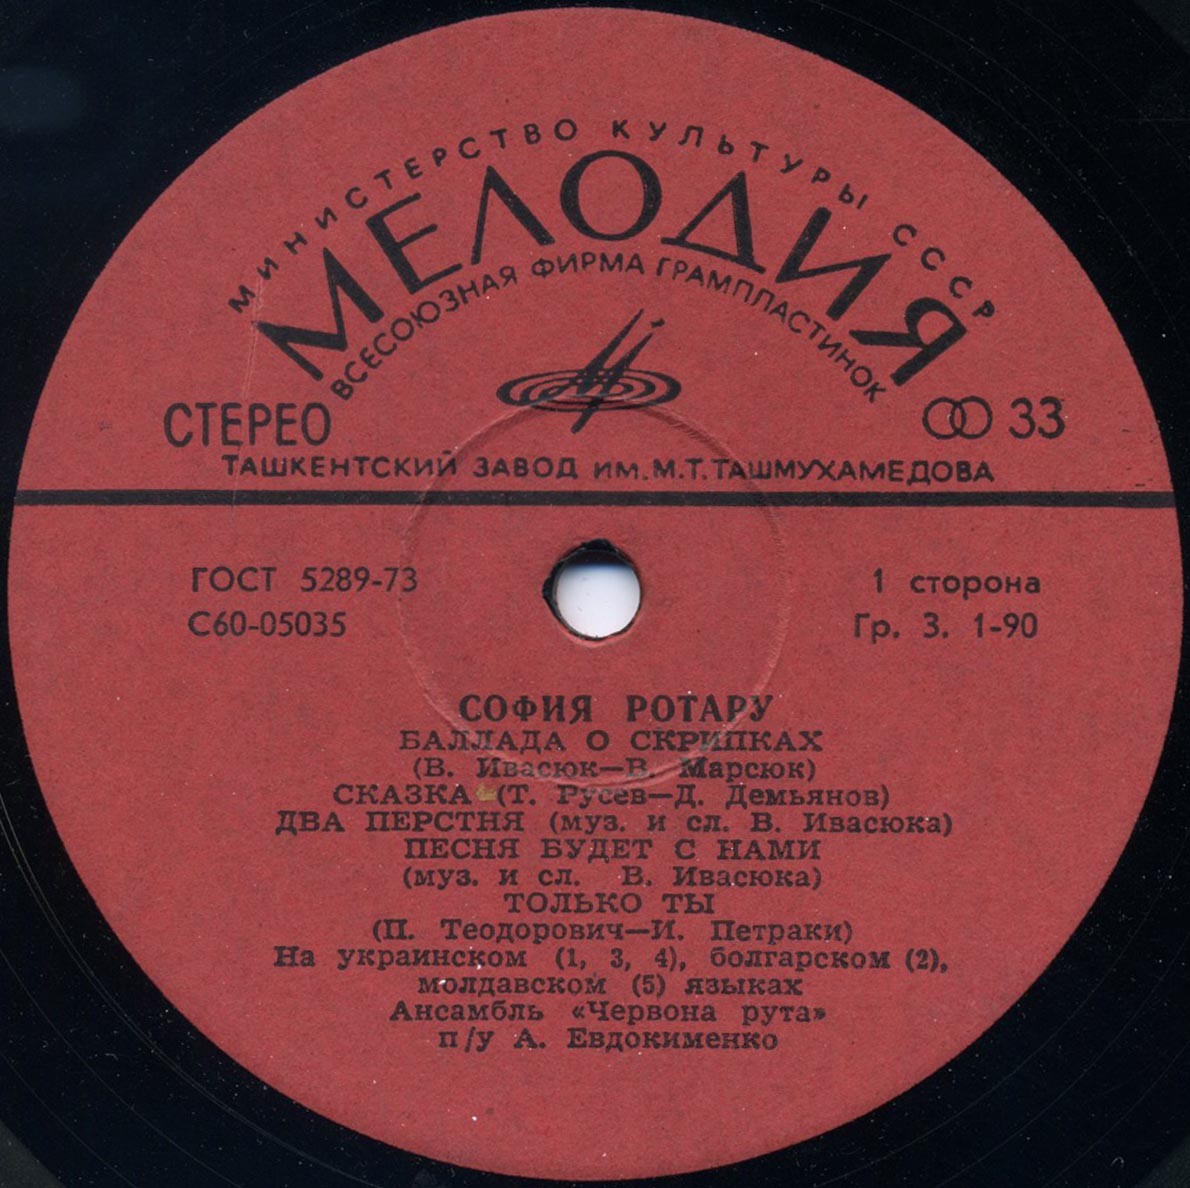 МИНИСТЕРСТВО КУЛЬТУРЫ СССР
МЕЛОДИЯ
ВСЕСОЮЗНАЯ ФИРМА ГРАМПЛАСТИНОК
СТЕРЕО 33
ТАШКЕНТСКИЙ ЗАВОД ИМ. М.Т. ТАШМУХАМЕДОВА
ГОСТ 5289-73 1 сторона
С60-05035 Гр. 3. 1-90
СОФИЯ РОТАРУ
БАЛЛАДА О СКРИПКАХ
(В. Ивасюк—В. Марсюк)
СКАЗКА (Т. Русев—Д. Демьянов)
ДВА ПЕРСТНЯ (муз. и сл. В. Ивасюка)
ПЕСНЯ БУДЕТ С НАМИ
(муз. и сл. В. Ивасюка)
ТОЛЬКО ТЫ
(П. Теодорович—И. Петраки)
На украинском (1, 3, 4), болгарском (2),
молдавском (5) языках
Ансамбль «Червона рута»
п/у А. Евдокименко